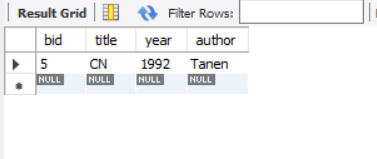 Result Grid Filter Rows:
bid title year author
5 CN 1992 Tanen
NULL NULL NULL NULL